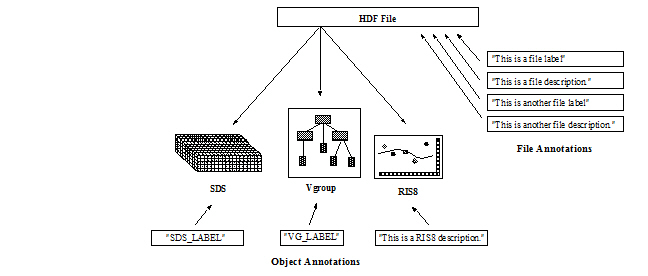 HDF File
"This is a file label"
"This is a file description."
"This is another file label"
"This is another file description."
File Annotations
SDS
Vgroup
RIS8
"SDS_LABEL"
"VG_LABEL"
"This is a RIS8 description."
Object Annotations